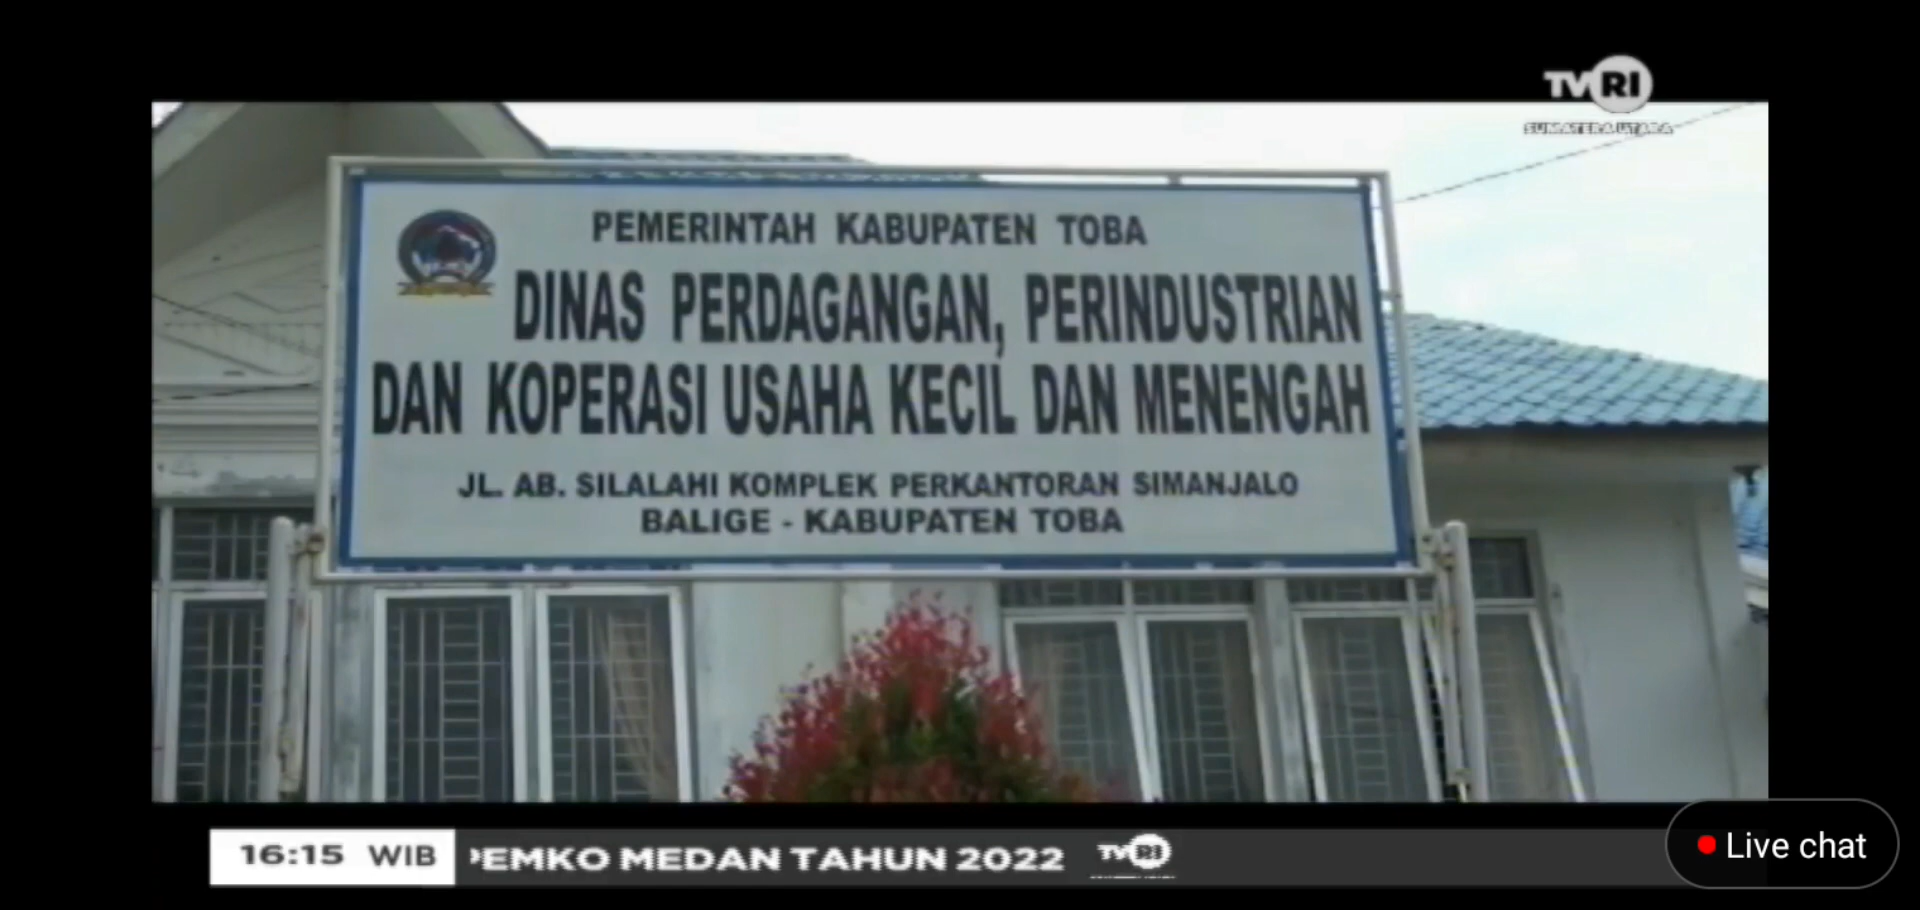 TVRI
SUMATERA UTARA
PEMERINTAH KABUPATEN TOBA
DINAS PERDAGANGAN, PERINDUSTRIAN
DAN KOPERASI USAHA KECIL DAN MENENGAH
JL. AB. SILALAHI KOMPLEK PERKANTORAN SIMANJALO
BALIGE - KABUPATEN TOBA
16:15 WIB PEMKO MEDAN TAHUN 2022 TVRI
Live chat